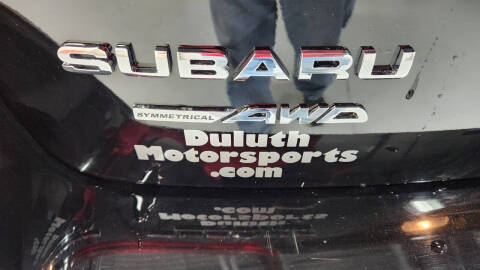 SUBARU
SYMMETRICAL AWD
Duluth
Motorsports
.com